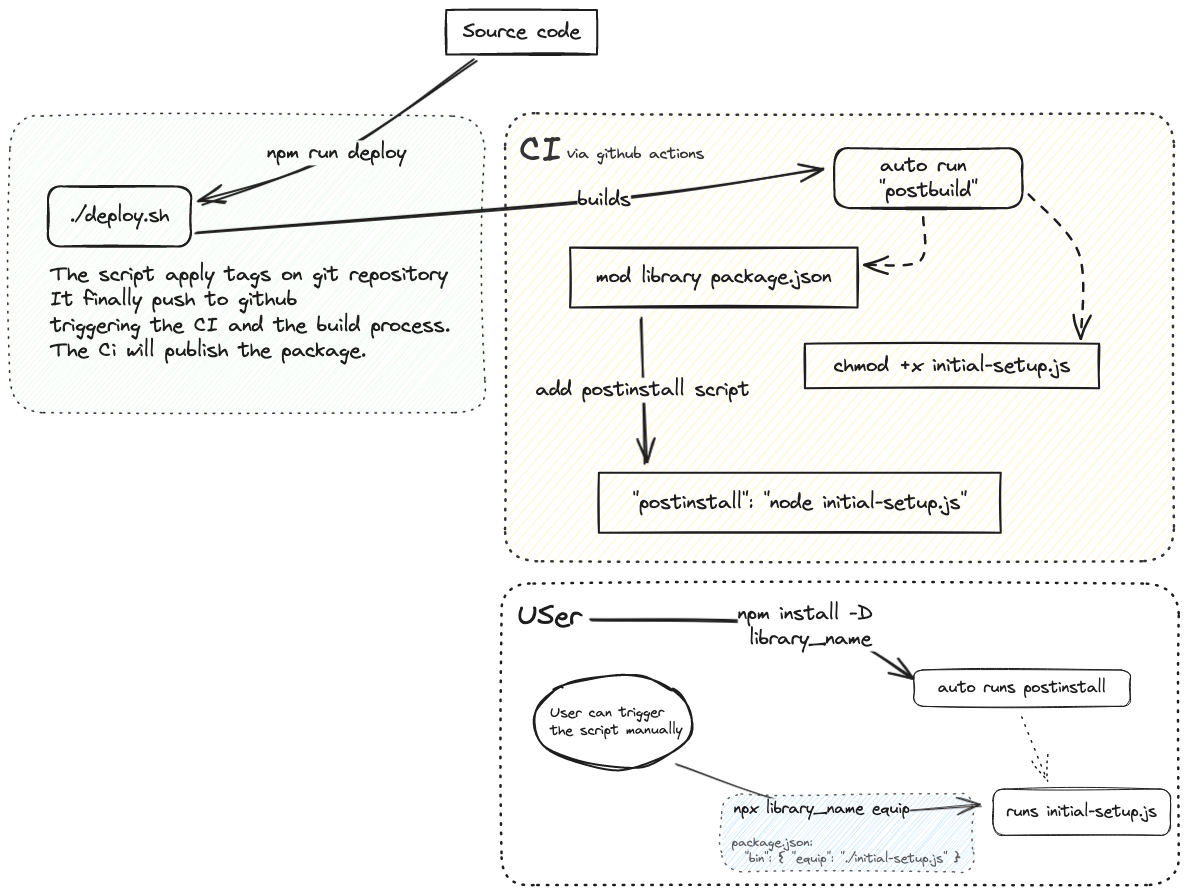 Source code
npm run deploy
./deploy.sh
The script apply tags on git repository
It finally push to github
triggering the CI and the build process.
The Ci will publish the package.
CI via github actions
builds
auto run
"postbuild"
mod library package.json
chmod +x initial-setup.js
add postinstall script
"postinstall": "node initial-setup.js"
USer
npm install -D
library_name
auto runs postinstall
User can trigger
the script manually
npx library_name equip
package.json:
"bin": { "equip": "./initial-setup.js" }
runs initial-setup.js